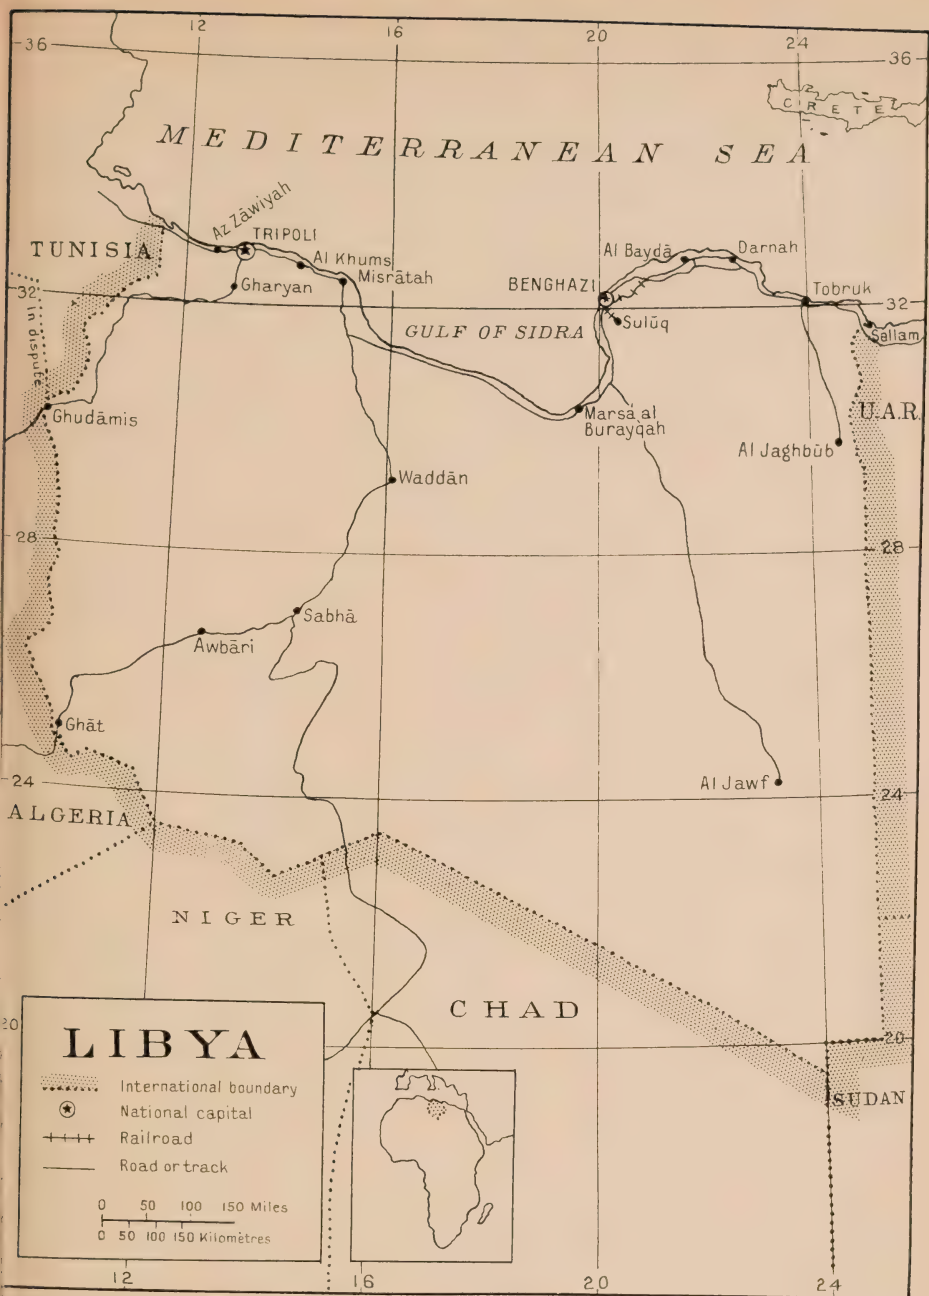 12
16
20
24
36
36
CRETE
MEDITERRANEAN SEA
Az Zāwiyah
TRIPOLI
TUNISIA
Al Khums
Misrātah
Gharyan
Al Baydā
Darnah
BENGHAZI
Tobruk
32
32
In dispute
GULF OF SIDRA
Sulūq
Sallam
Ghudāmis
Marsá al
Burayqah
U.A.R.
Al Jaghbūb
Waddān
28
28
Sabhā
Awbāri
Ghāt
24
24
Al Jawf
ALGERIA
NIGER
CHAD
20
20
SUDAN
LIBYA
International boundary
National capital
Railroad
Road or track
0 50 100 150 Miles
0 50 100 150 Kilometres
12
16
20
24